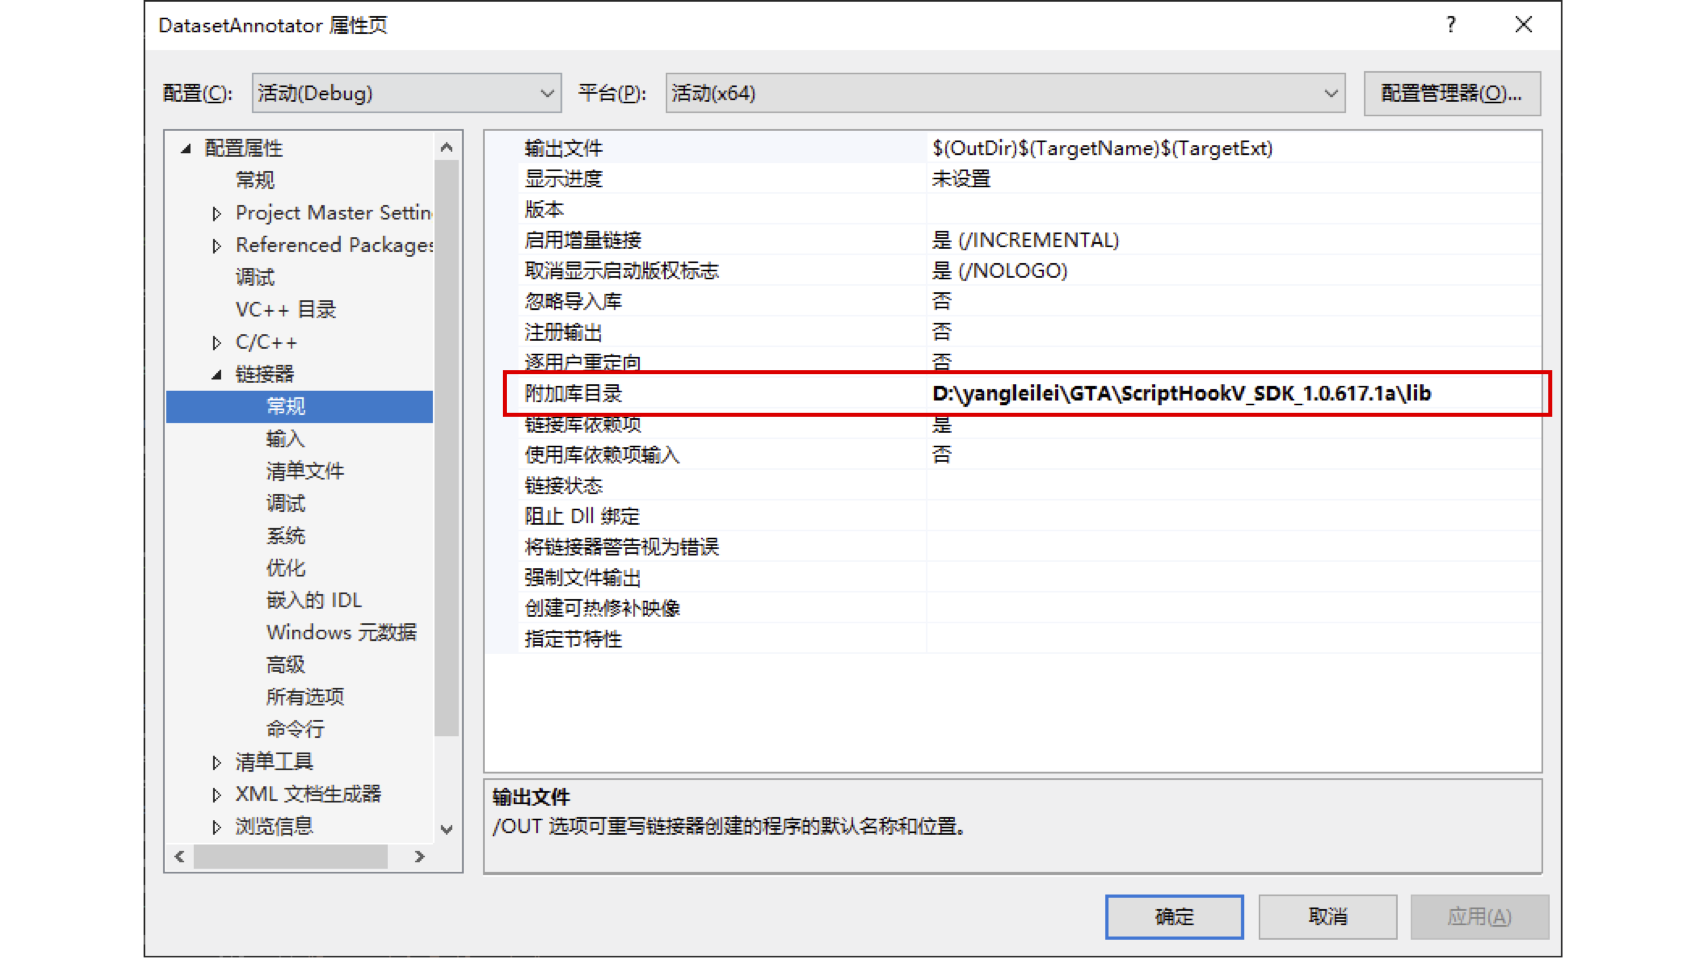 DatasetAnnotator 属性页
?
配置(C): 活动(Debug) 平台(P): 活动(x64) 配置管理器(O)...
配置属性
常规
Project Master Settin
Referenced Packages
调试
VC++ 目录
C/C++
链接器
常规
输入
清单文件
调试
系统
优化
嵌入的 IDL
Windows 元数据
高级
所有选项
命令行
清单工具
XML 文档生成器
浏览信息
输出文件 $(OutDir)$(TargetName)$(TargetExt)
显示进度 未设置
版本
启用增量链接 是 (/INCREMENTAL)
取消显示启动版权标志 是 (/NOLOGO)
忽略导入库 否
注册输出 否
逐用户重定向 否
附加库目录 D:\yangleilei\GTA\ScriptHookV_SDK_1.0.617.1a\lib
链接库依赖项 是
使用库依赖项输入 否
链接状态
阻止 Dll 绑定
将链接器警告视为错误
强制文件输出
创建可热修补映像
指定节特性
输出文件
/OUT 选项可重写链接器创建的程序的默认名称和位置。
确定 取消 应用(A)